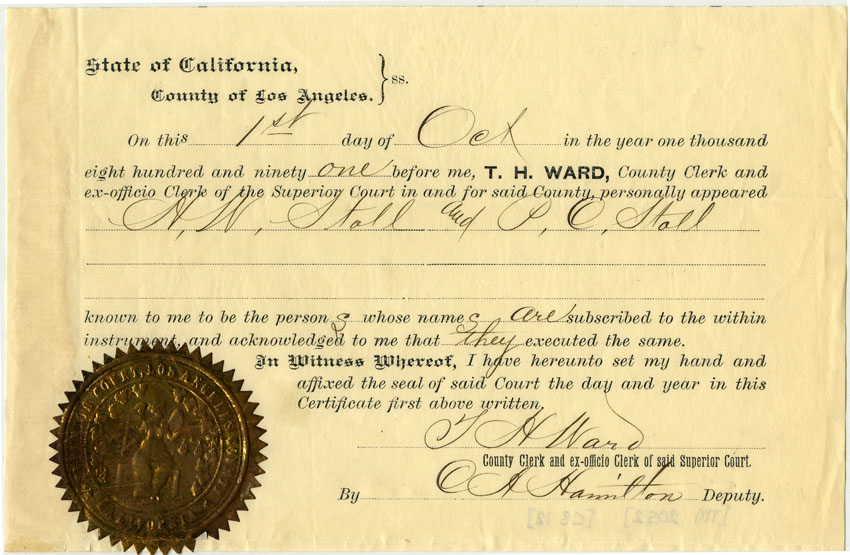 State of California,
County of Los Angeles. } ss.
On this 1st day of Oct in the year one thousand
eight hundred and ninety one before me, T. H. WARD, County Clerk and
ex-officio Clerk of the Superior Court in and for said County, personally appeared
H. W. Stoll and P. C. Stoll
known to me to be the persons whose names are subscribed to the within
instrument, and acknowledged to me that they executed the same.
In Witness Whereof, I have hereunto set my hand and
affixed the seal of said Court the day and year in this
Certificate first above written.
T H Ward
County Clerk and ex-officio Clerk of said Superior Court.
By C A Hamilton Deputy.